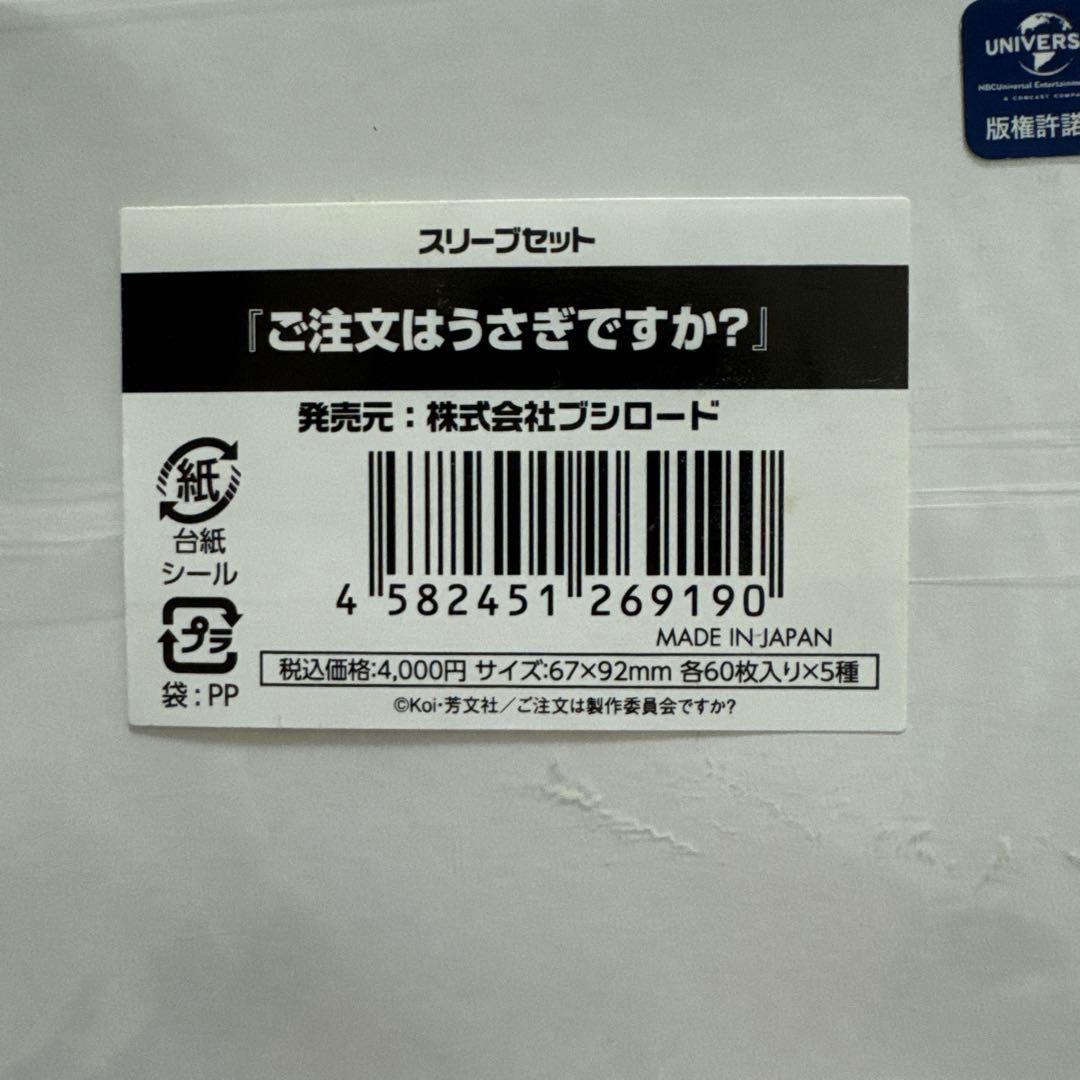 UNIVERS
NBCUniversal Entertainm
A COMCAST COMPA
版権許諾
スリーブセット
『ご注文はうさぎですか?』
発売元:株式会社ブシロード
紙
台紙
シール
プラ
袋:PP
4 582451 269190
MADE IN JAPAN
税込価格:4,000円 サイズ:67×92mm 各60枚入り×5種
©Koi・芳文社/ご注文は製作委員会ですか?